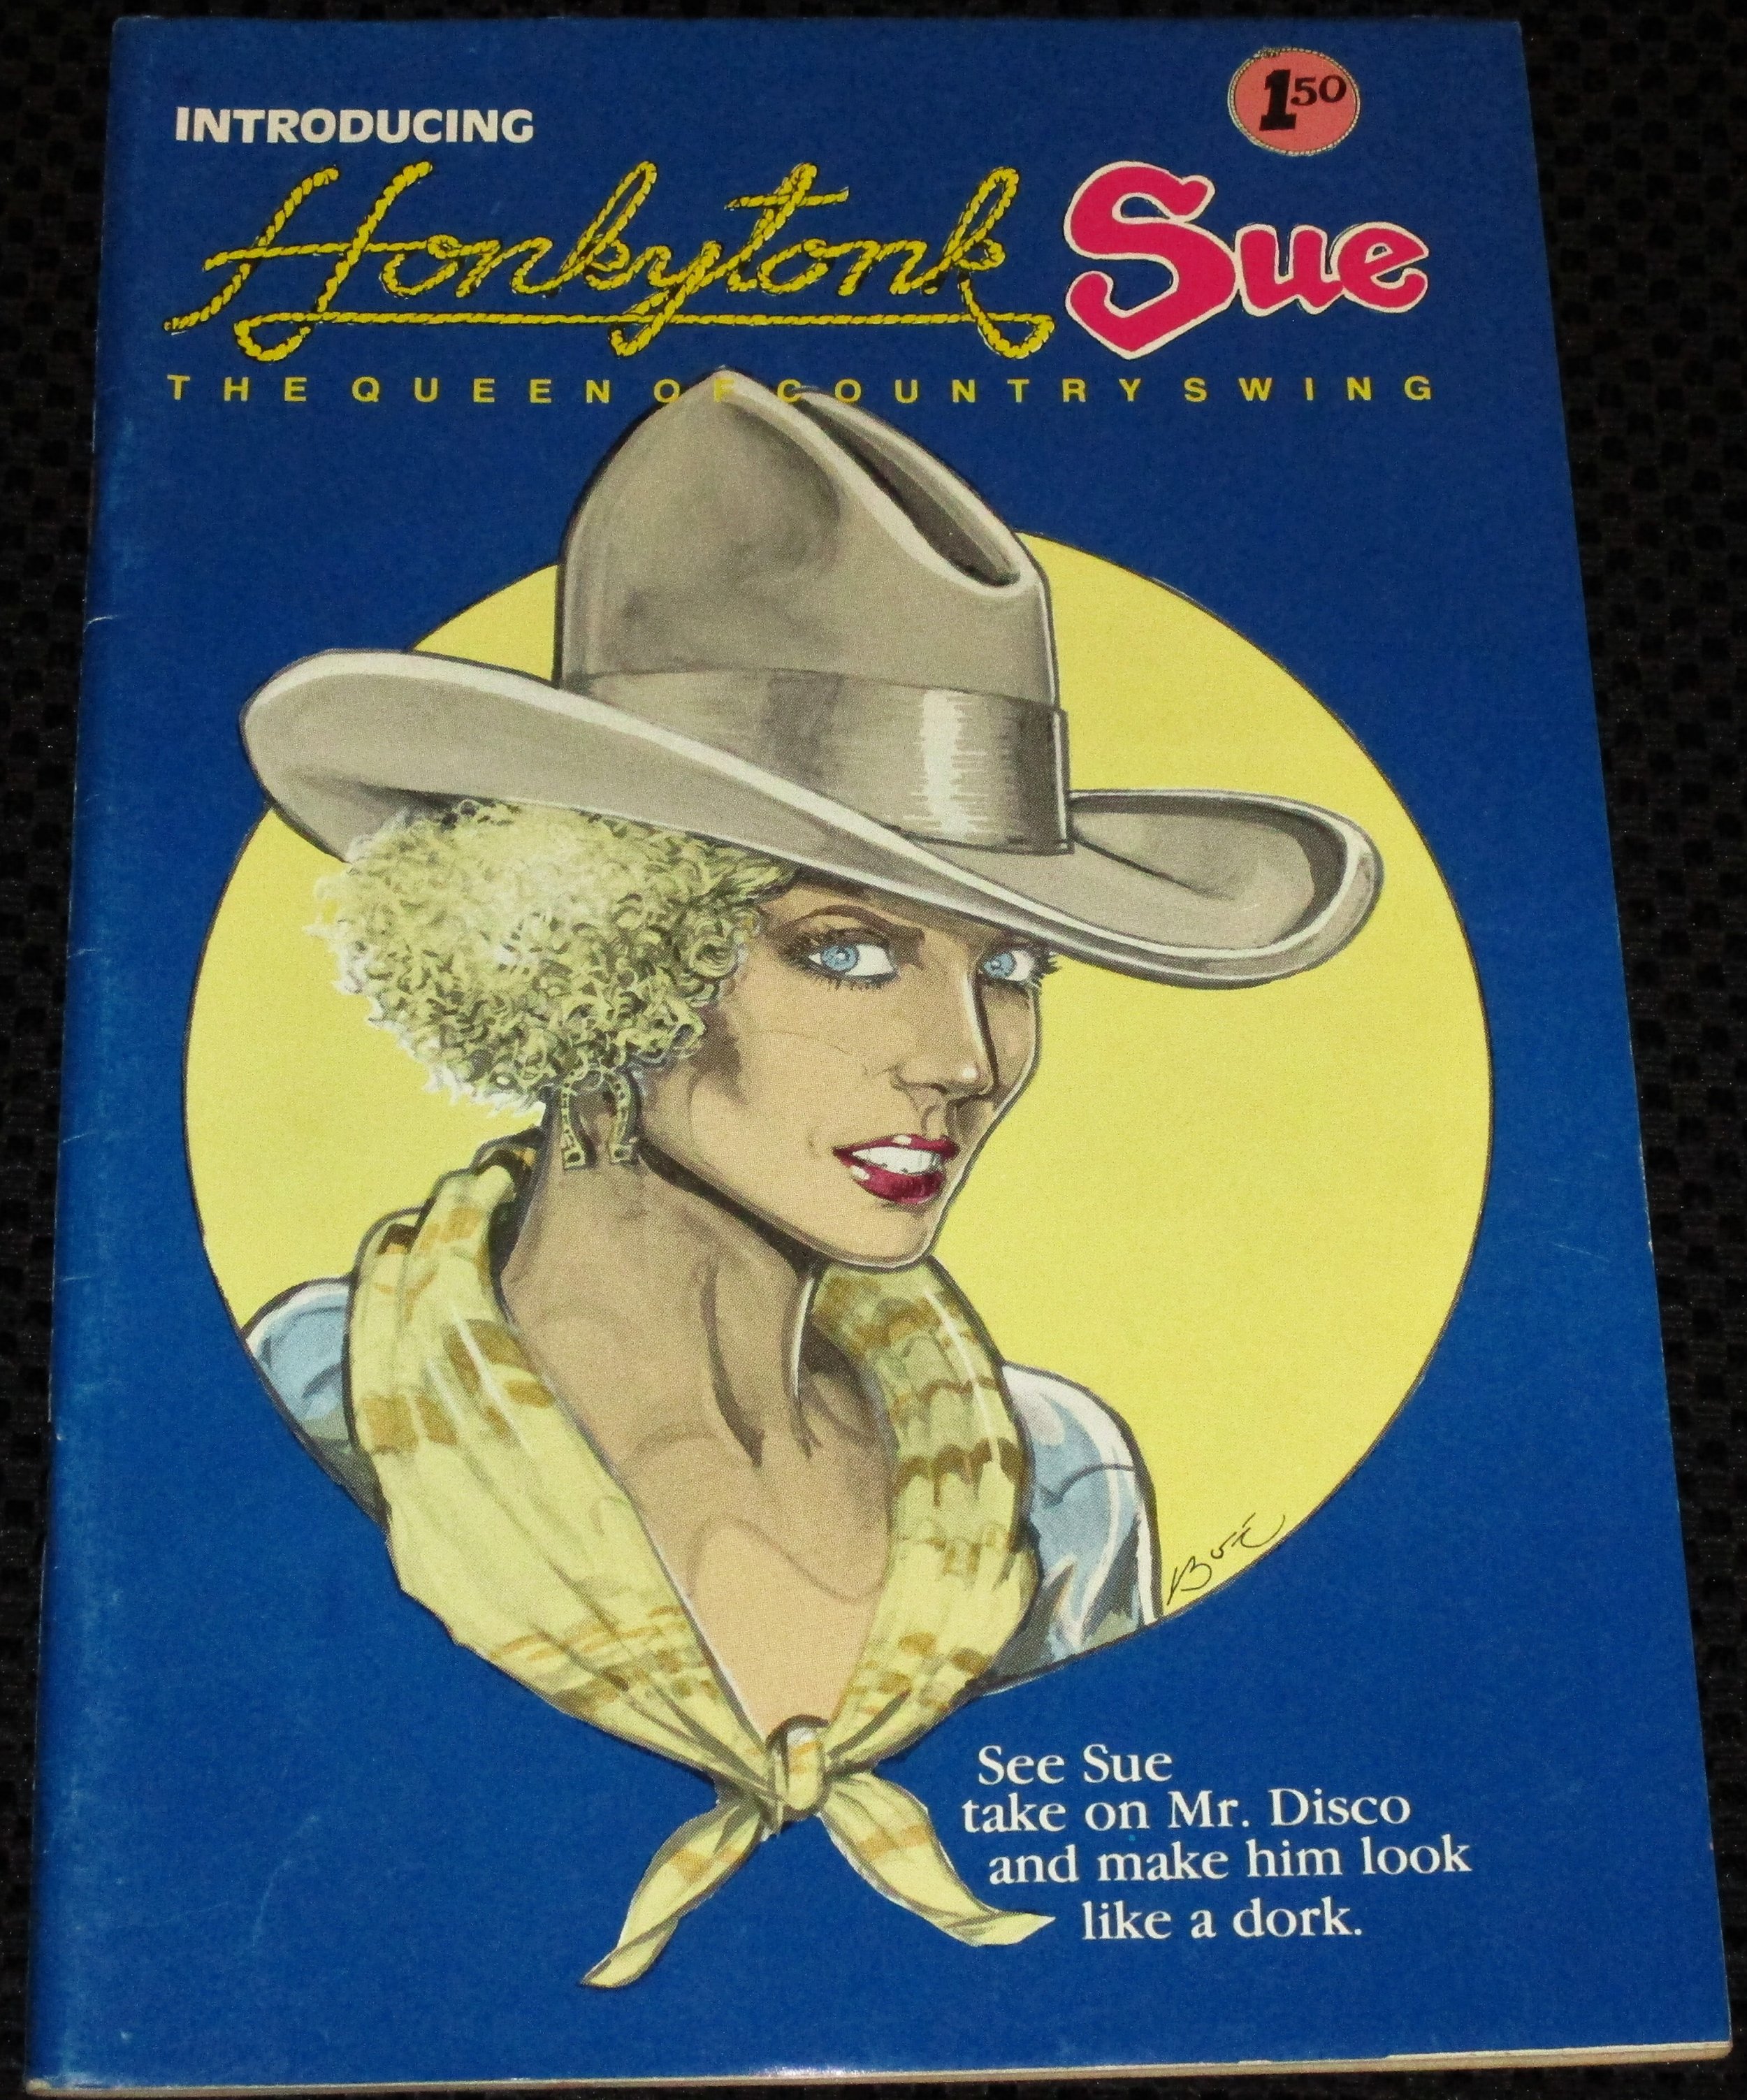 1 50
INTRODUCING
Honkytonk Sue
THE QUEEN OF COUNTRY SWING
Boz
See Sue
take on Mr. Disco
and make him look
like a dork.